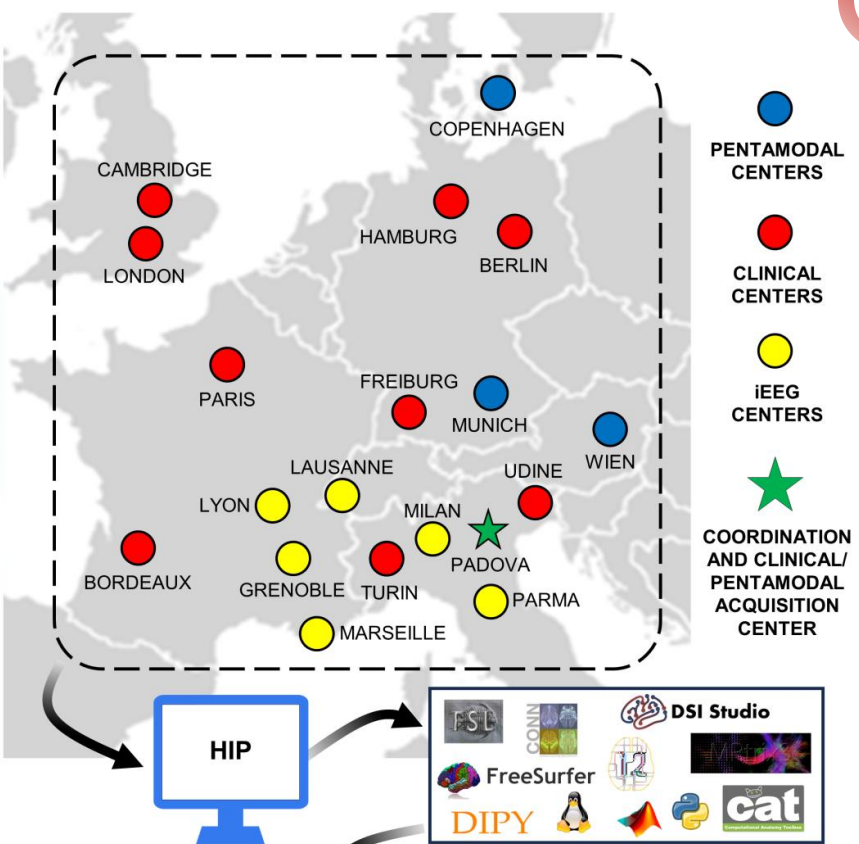 COPENHAGEN
CAMBRIDGE
HAMBURG
LONDON
BERLIN
PARIS
FREIBURG
MUNICH
WIEN
LAUSANNE
UDINE
LYON
MILAN
PADOVA
BORDEAUX
GRENOBLE
TURIN
PARMA
MARSEILLE
PENTAMODAL
CENTERS
CLINICAL
CENTERS
iEEG
CENTERS
COORDINATION
AND CLINICAL/
PENTAMODAL
ACQUISITION
CENTER
HIP
FSL
CONN
DSI Studio
FreeSurfer
MRtrix
DIPY
cat
Computational Anatomy Toolbox